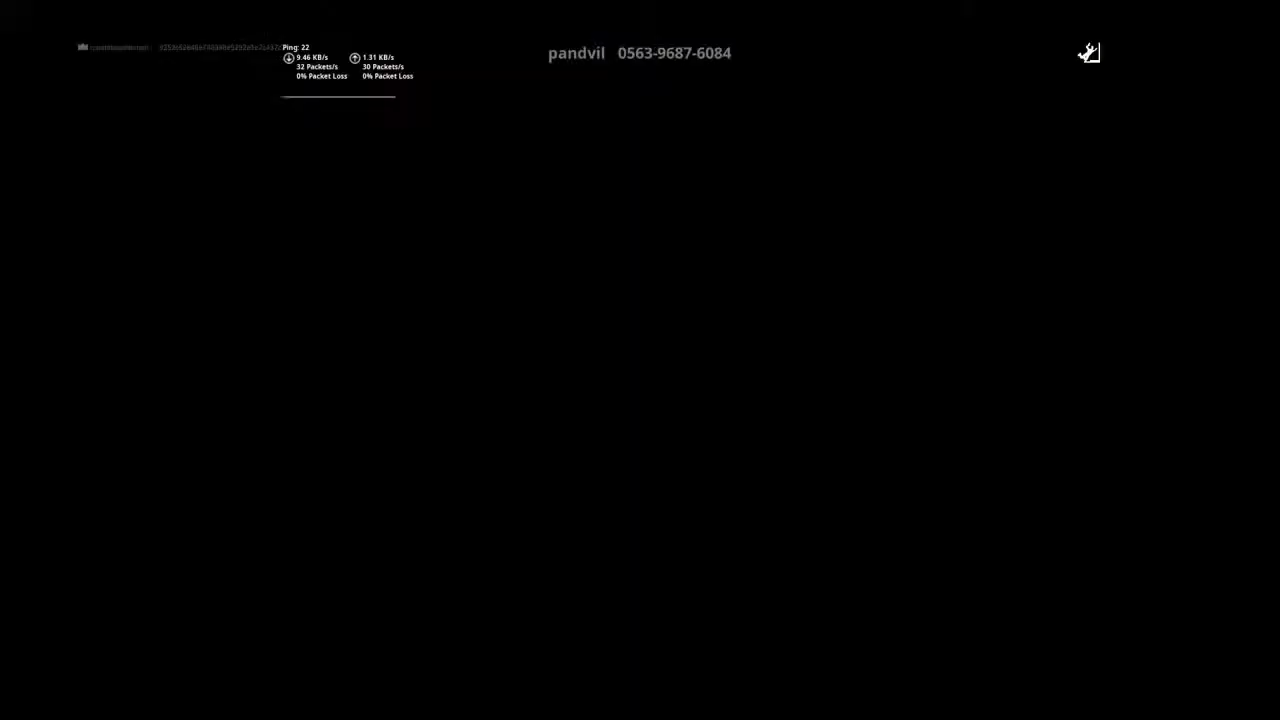 Ping: 22
9.46 KB/s 1.31 KB/s
32 Packets/s 30 Packets/s
0% Packet Loss 0% Packet Loss
pandvil 0563-9687-6084